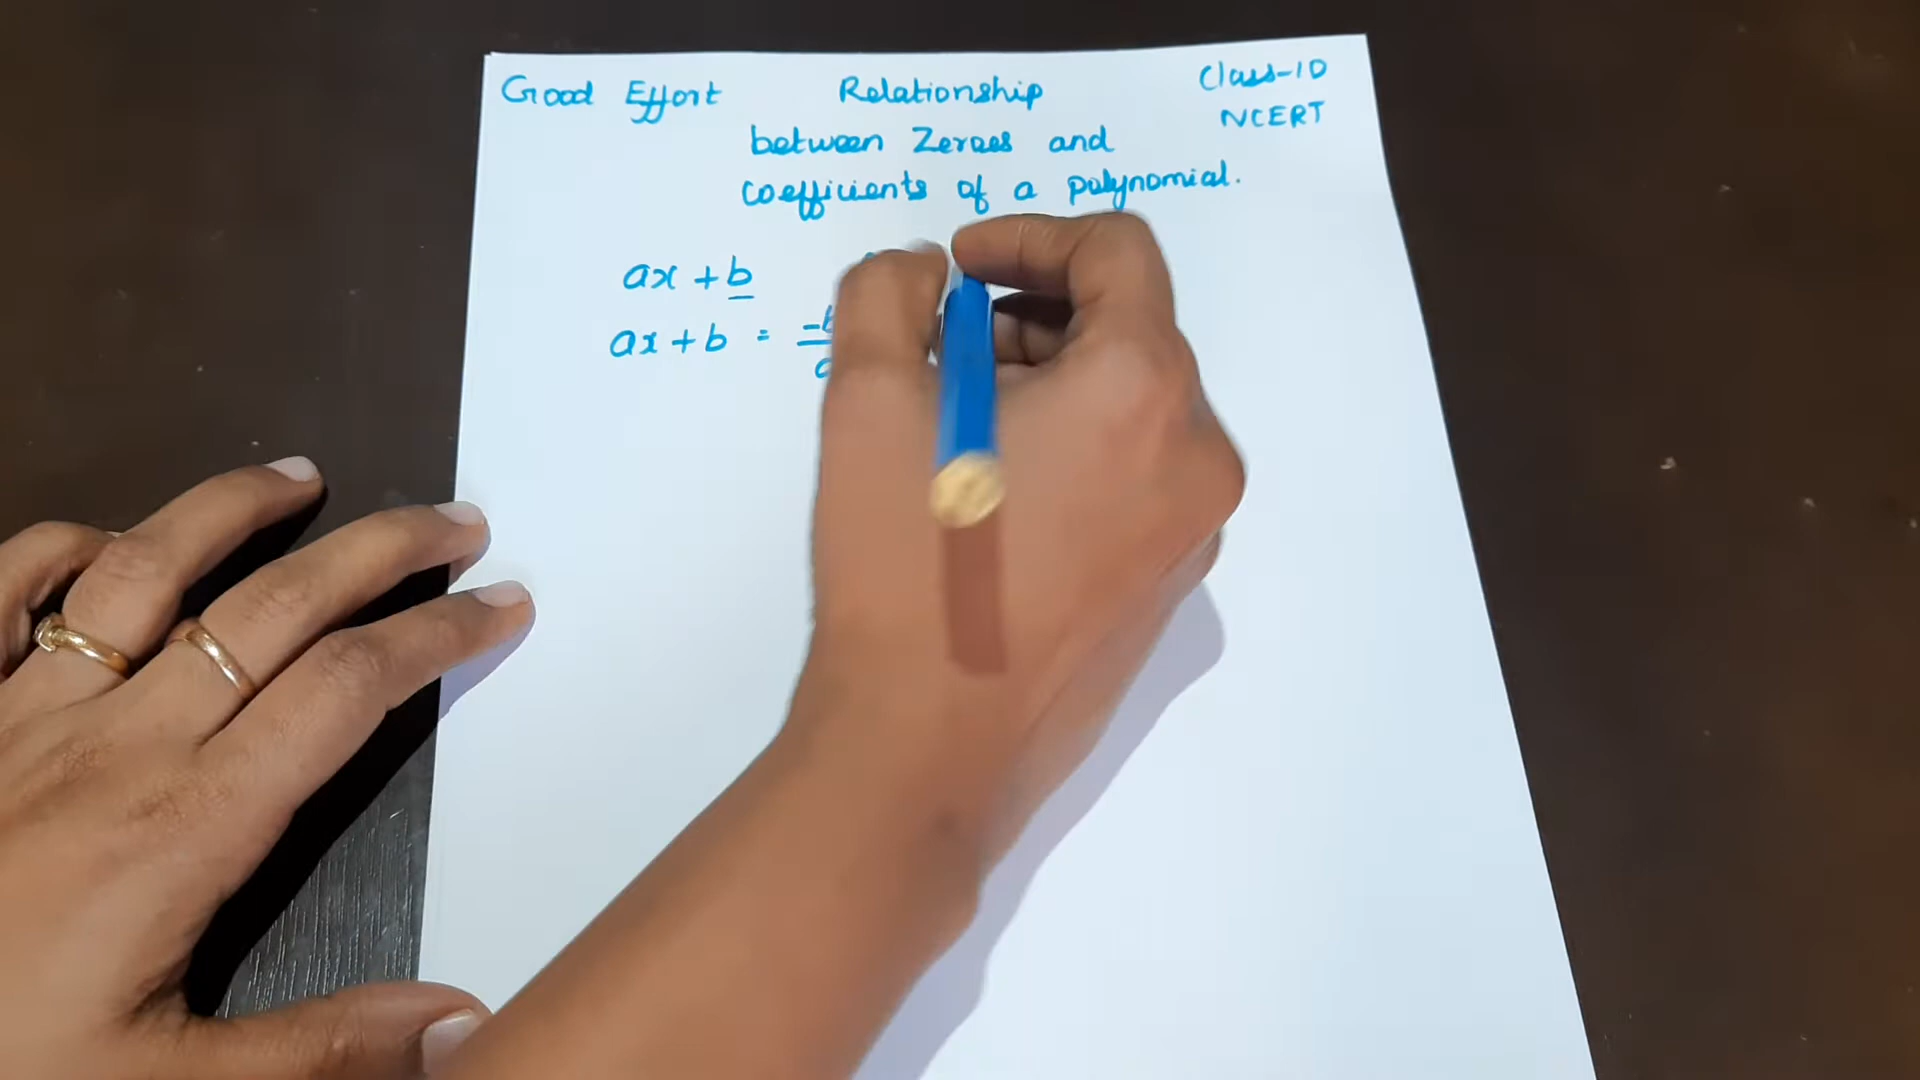 Good Effort
Relationship
between Zeroes and
coefficients of a polynomial.
Class-10
NCERT
ax + b
ax + b = -b